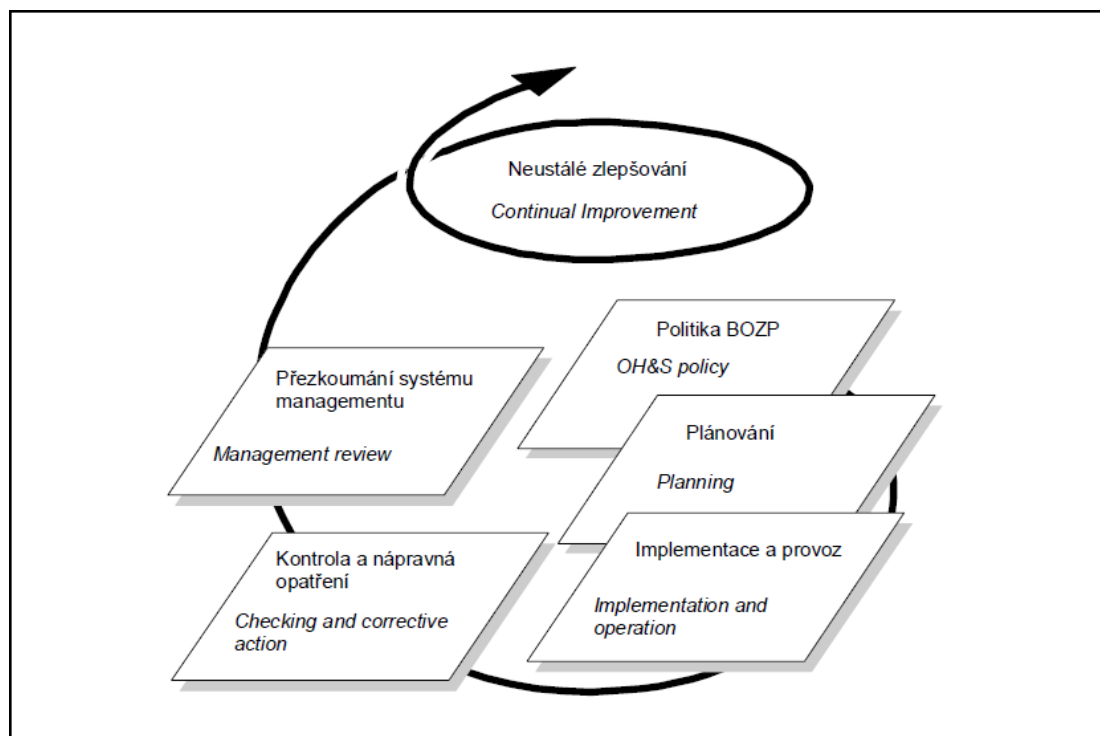 Neustálé zlepšování
Continual Improvement
Politika BOZP
OH&S policy
Plánování
Planning
Implementace a provoz
Implementation and
operation
Kontrola a nápravná
opatření
Checking and corrective
action
Přezkoumání systému
managementu
Management review